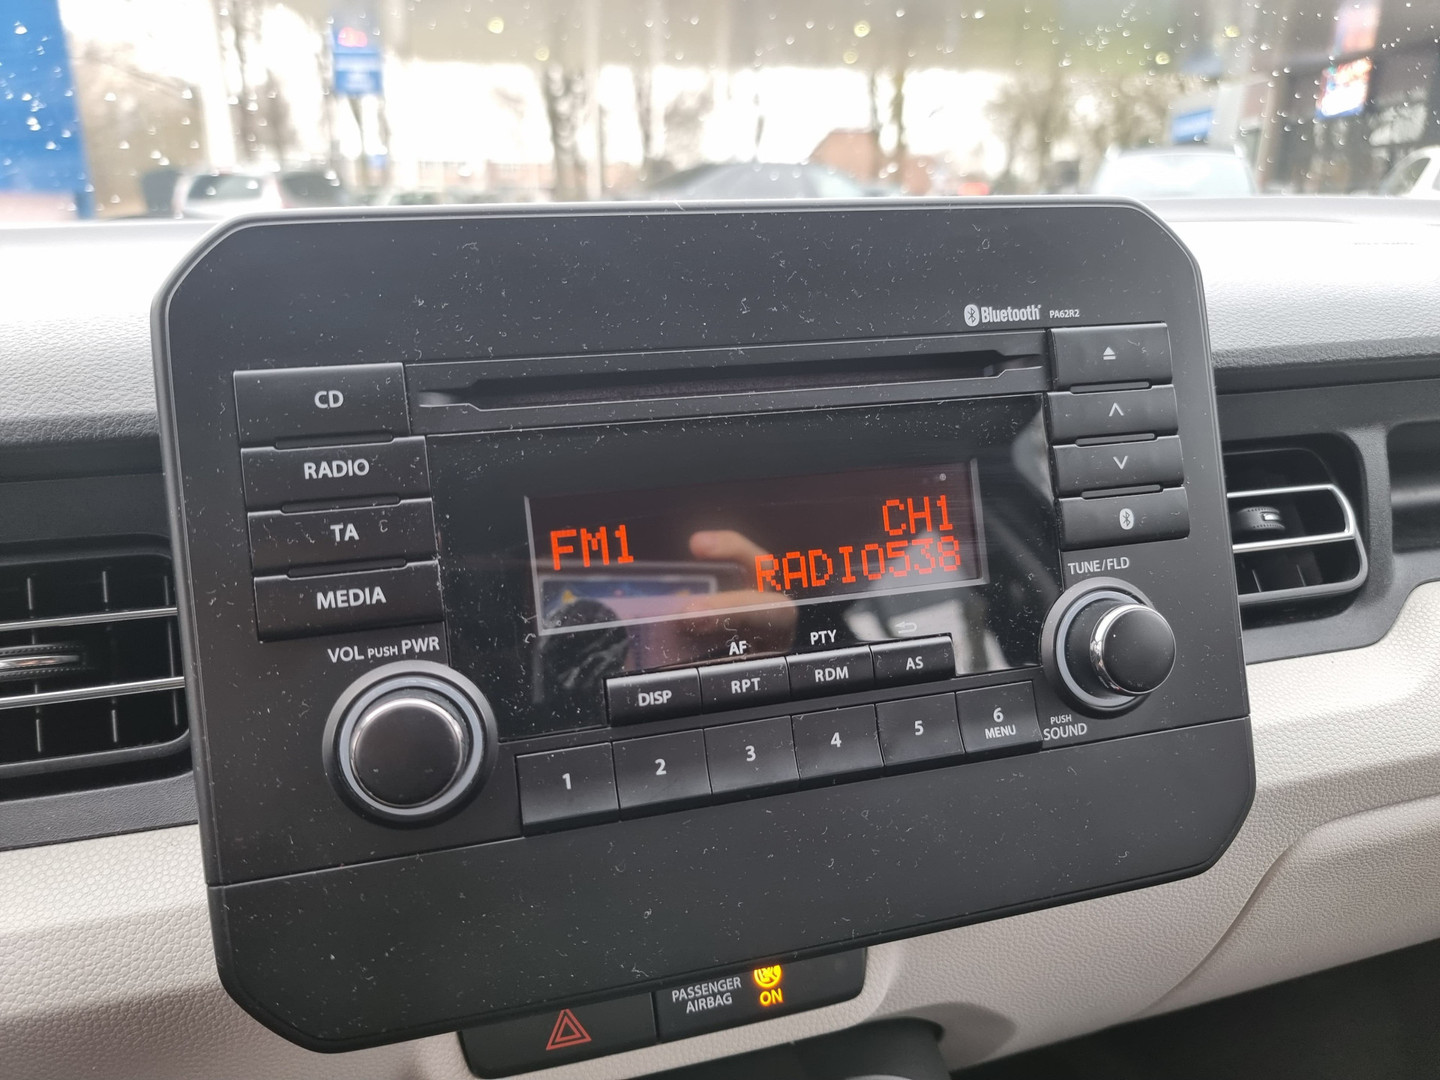 Bluetooth PA62R2
CD
RADIO
TA
MEDIA
FM1
CH1
RADIO538
TUNE/FLD
VOL PUSH PWR
AF
PTY
DISP
RPT
RDM
AS
1
2
3
4
5
6
MENU
PUSH
SOUND
PASSENGER
AIRBAG
ON